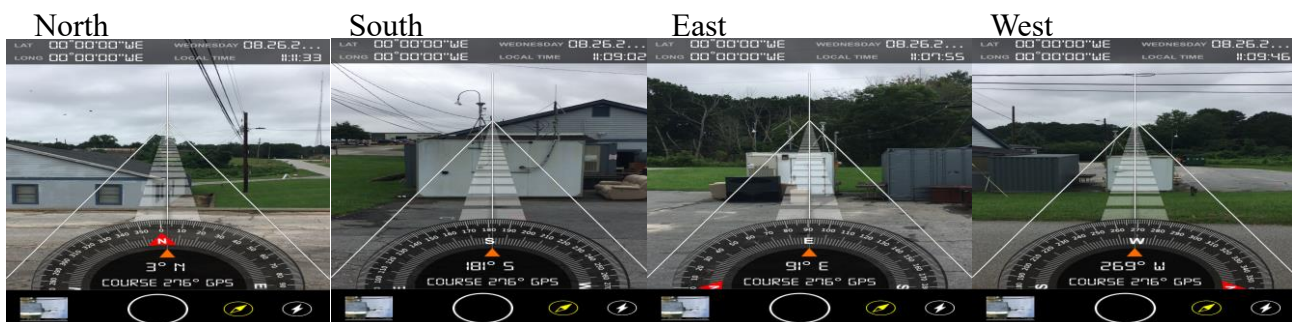 North South East West
LAT 00°00'00"WE WEDNESDAY 08.26.2...
LONG 00°00'00"WE LOCAL TIME 11:11:33
3° N
COURSE 276° GPS
LAT 00°00'00"WE WEDNESDAY 08.26.2...
LONG 00°00'00"WE LOCAL TIME 11:09:02
S
181° S
COURSE 276° GPS
LAT 00°00'00"WE WEDNESDAY 08.26.2...
LONG 00°00'00"WE LOCAL TIME 11:07:55
E
91° E
COURSE 276° GPS
LAT 00°00'00"WE WEDNESDAY 08.26.2...
LONG 00°00'00"WE LOCAL TIME 11:09:46
W
269° W
COURSE 276° GPS